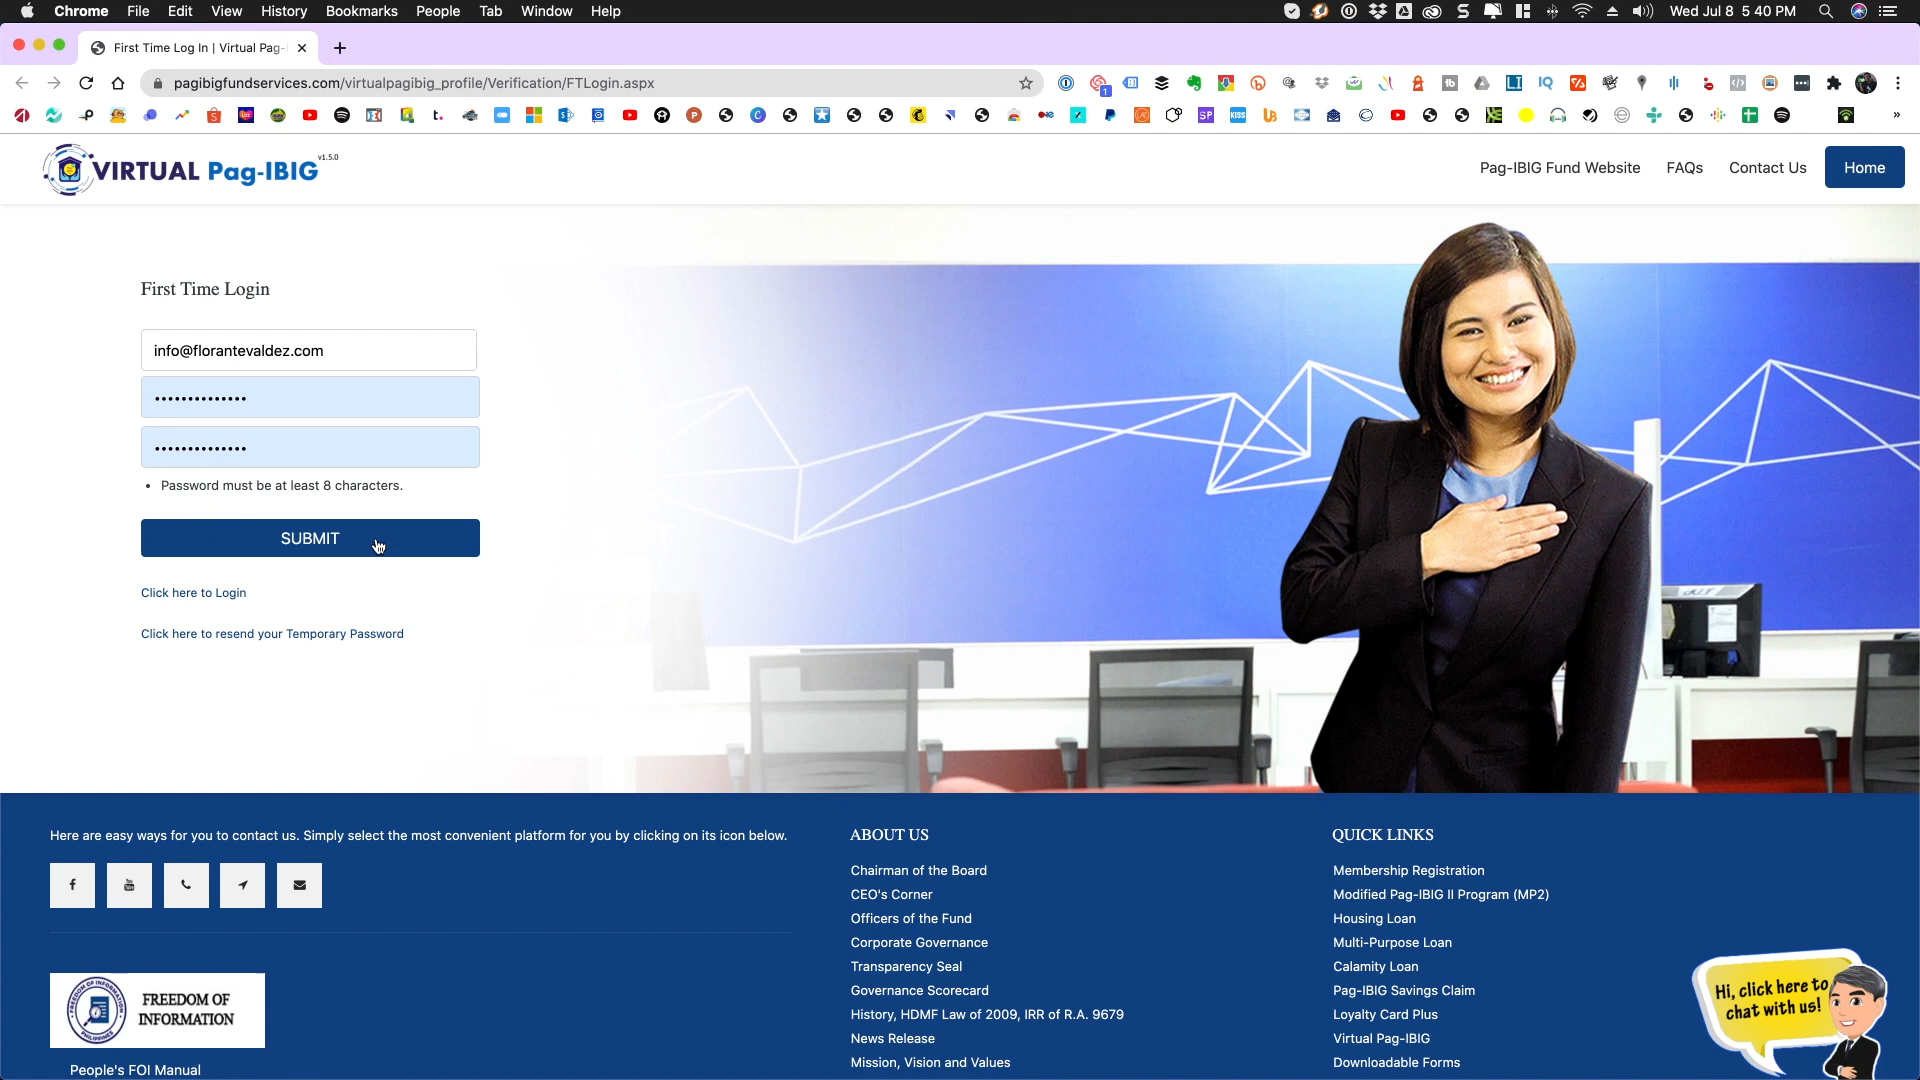 Chrome File Edit View History Bookmarks People Tab Window Help
Wed Jul 8 5 40 PM
First Time Log In | Virtual Pag-
pagibigfundservices.com/virtualpagibig_profile/Verification/FTLogin.aspx
VIRTUAL Pag-IBIG v1.5.0
Pag-IBIG Fund Website FAQs Contact Us Home
First Time Login
info@florantevaldez.com
••••••••••••••
••••••••••••••
• Password must be at least 8 characters.
SUBMIT
Click here to Login
Click here to resend your Temporary Password
Here are easy ways for you to contact us. Simply select the most convenient platform for you by clicking on its icon below.
FREEDOM OF
INFORMATION
People's FOI Manual
ABOUT US
Chairman of the Board
CEO's Corner
Officers of the Fund
Corporate Governance
Transparency Seal
Governance Scorecard
History, HDMF Law of 2009, IRR of R.A. 9679
News Release
Mission, Vision and Values
QUICK LINKS
Membership Registration
Modified Pag-IBIG II Program (MP2)
Housing Loan
Multi-Purpose Loan
Calamity Loan
Pag-IBIG Savings Claim
Loyalty Card Plus
Virtual Pag-IBIG
Downloadable Forms
Hi, click here to
chat with us!